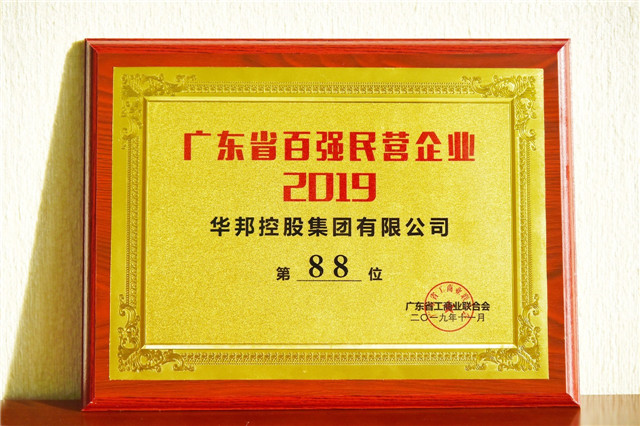 广东省百强民营企业
2019
华邦控股集团有限公司
第 88 位
广东省工商业联合会
二〇一九年十一月